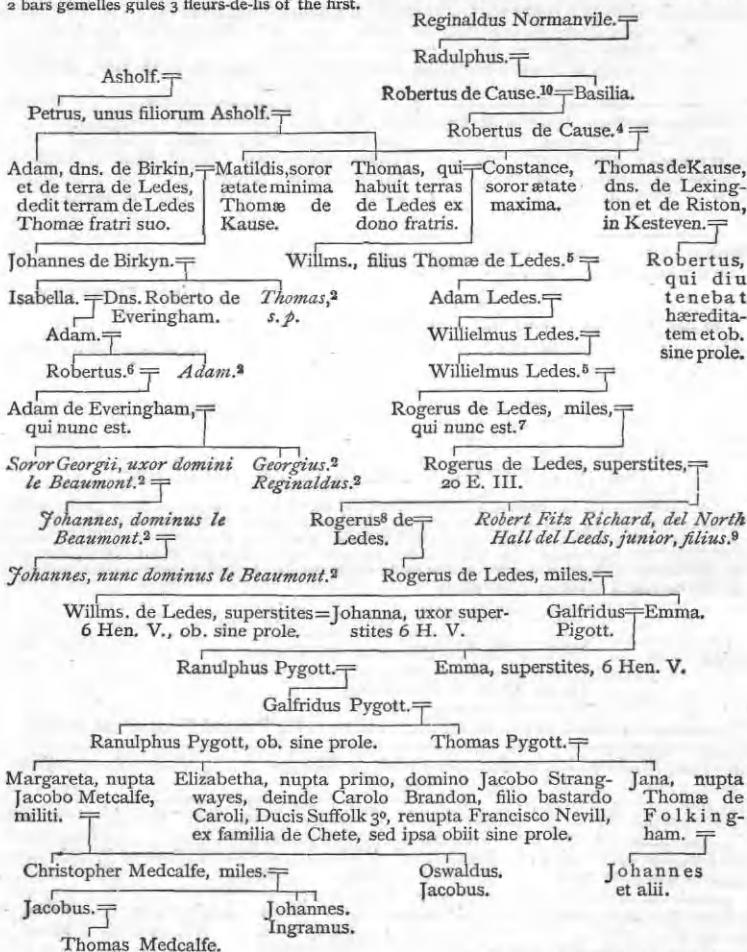 2 bars gemelles gules 3 fleurs-de-lis of the first.
Reginaldus Normanvile.
Radulphus.
Asholf.
Robertus de Cause.¹⁰ = Basilia.
Petrus, unus filiorum Asholf.
Robertus de Cause.⁴
Adam, dns. de Birkin, = Matildis, soror Thomas, qui = Constance, Thomas de Kause,
et de terra de Ledes, ætate minima habuit terras soror ætate dns. de Lexing-
dedit terram de Ledes Thomæ de de Ledes ex maxima. ton et de Riston,
Thomæ fratri suo. Kause. dono fratris. in Kesteven.
Johannes de Birkyn. Willms., filius Thomæ de Ledes.⁵ Robertus,
qui diu
Isabella. = Dns. Roberto de Thomas,² Adam Ledes. tenebat
Everingham. s. p. hæredita-
Adam. Willielmus Ledes. tem et ob.
sine prole.
Robertus.⁶ Adam.² Willielmus Ledes.⁵
Adam de Everingham, Rogerus de Ledes, miles,
qui nunc est. qui nunc est.⁷
Soror Georgii, uxor domini Georgius.² Rogerus de Ledes, superstites,
le Beaumont.² Reginaldus.² 20 E. III.
Johannes, dominus le Rogerus⁸ de Robert Fitz Richard, del North
Beaumont.² Ledes. Hall del Leeds, junior, filius.⁹
Johannes, nunc dominus le Beaumont.² Rogerus de Ledes, miles.
Willms. de Ledes, superstites = Johanna, uxor super- Galfridus = Emma.
6 Hen. V., ob. sine prole. stites 6 H. V. Pigott.
Ranulphus Pygott. Emma, superstites, 6 Hen. V.
Galfridus Pygott.
Ranulphus Pygott, ob. sine prole. Thomas Pygott.
Margareta, nupta Elizabetha, nupta primo, domino Jacobo Strang- Jana, nupta
Jacobo Metcalfe, wayes, deinde Carolo Brandon, filio bastardo Thomæ de
militi. Caroli, Ducis Suffolk 3º, renupta Francisco Nevill, Folking-
ex familia de Chete, sed ipsa obiit sine prole. ham.
Christopher Medcalfe, miles. Oswaldus. Johannes
Jacobus. et alii.
Jacobus. Johannes.
Ingramus.
Thomas Medcalfe.